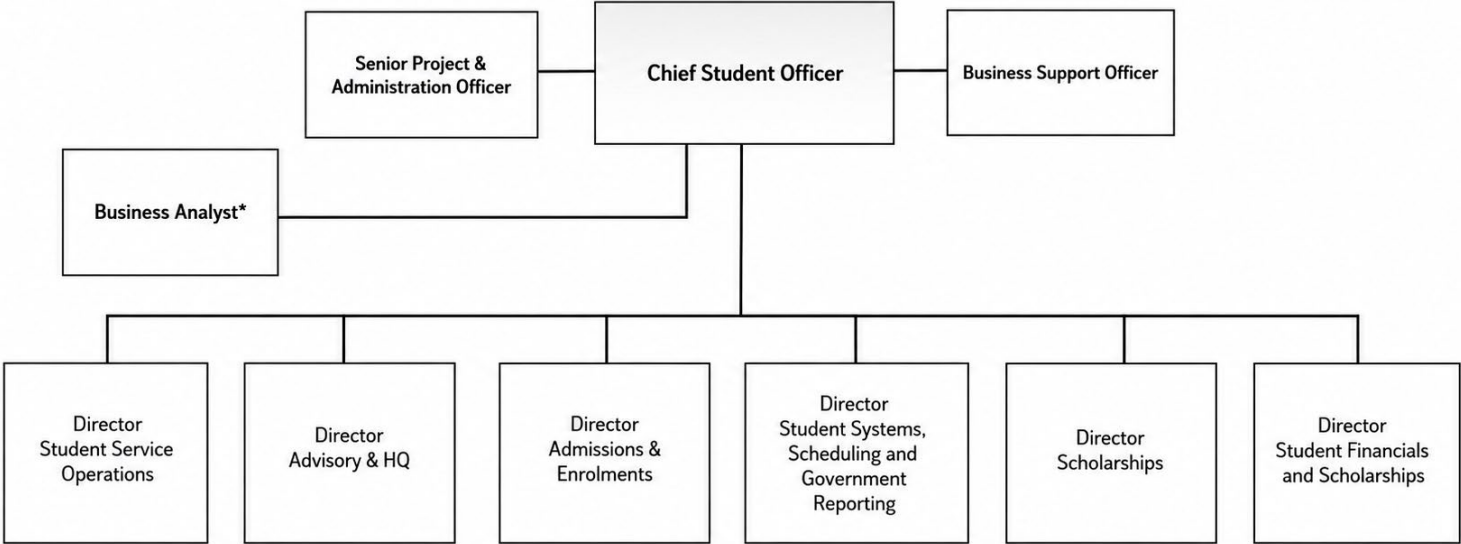 Senior Project &
Administration Officer
Chief Student Officer
Business Support Officer
Business Analyst*
Director
Student Service
Operations
Director
Advisory & HQ
Director
Admissions &
Enrolments
Director
Student Systems,
Scheduling and
Government
Reporting
Director
Scholarships
Director
Student Financials
and Scholarships